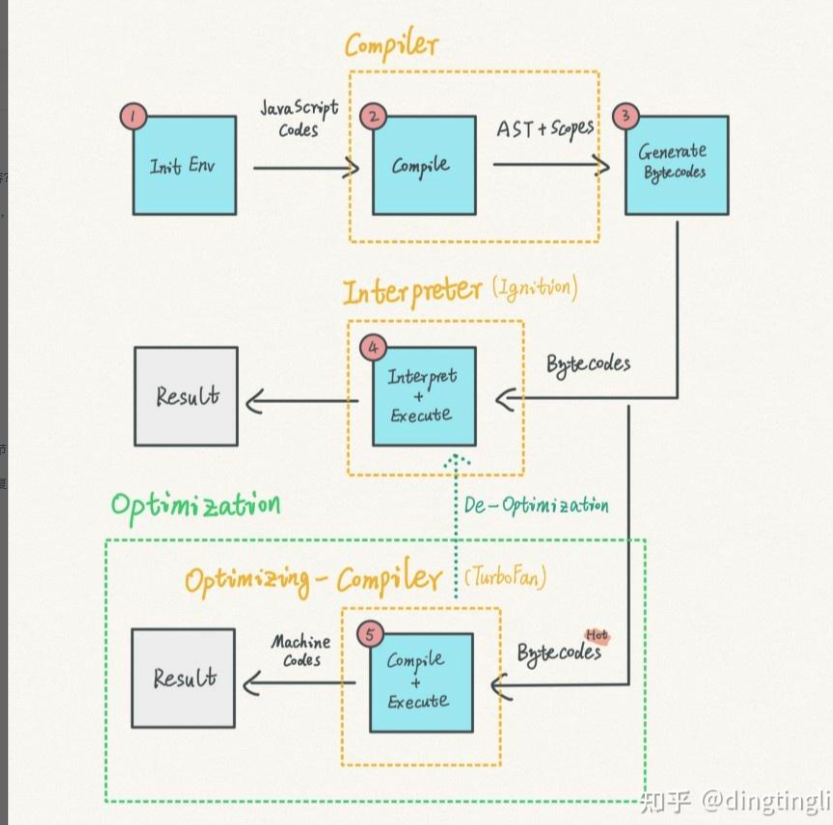 Compiler
1
Init Env
JavaScript
Codes
2
Compile
AST + Scopes
3
Generate
Bytecodes
Interpreter (Ignition)
4
Interpret
+
Execute
Bytecodes
Result
Optimization
De-Optimization
Optimizing-Compiler (TurboFan)
5
Compile
+
Execute
Hot
Bytecodes
Machine
Codes
Result
知乎 @dingtingli